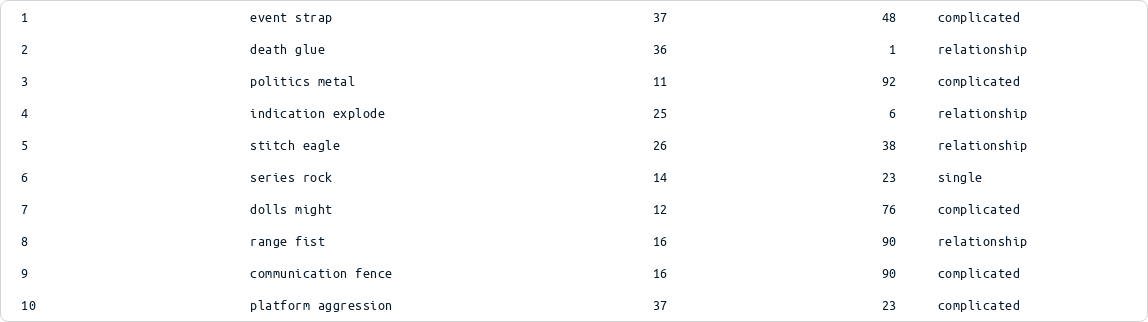 1 event strap 37 48 complicated
2 death glue 36 1 relationship
3 politics metal 11 92 complicated
4 indication explode 25 6 relationship
5 stitch eagle 26 38 relationship
6 series rock 14 23 single
7 dolls might 12 76 complicated
8 range fist 16 90 relationship
9 communication fence 16 90 complicated
10 platform aggression 37 23 complicated